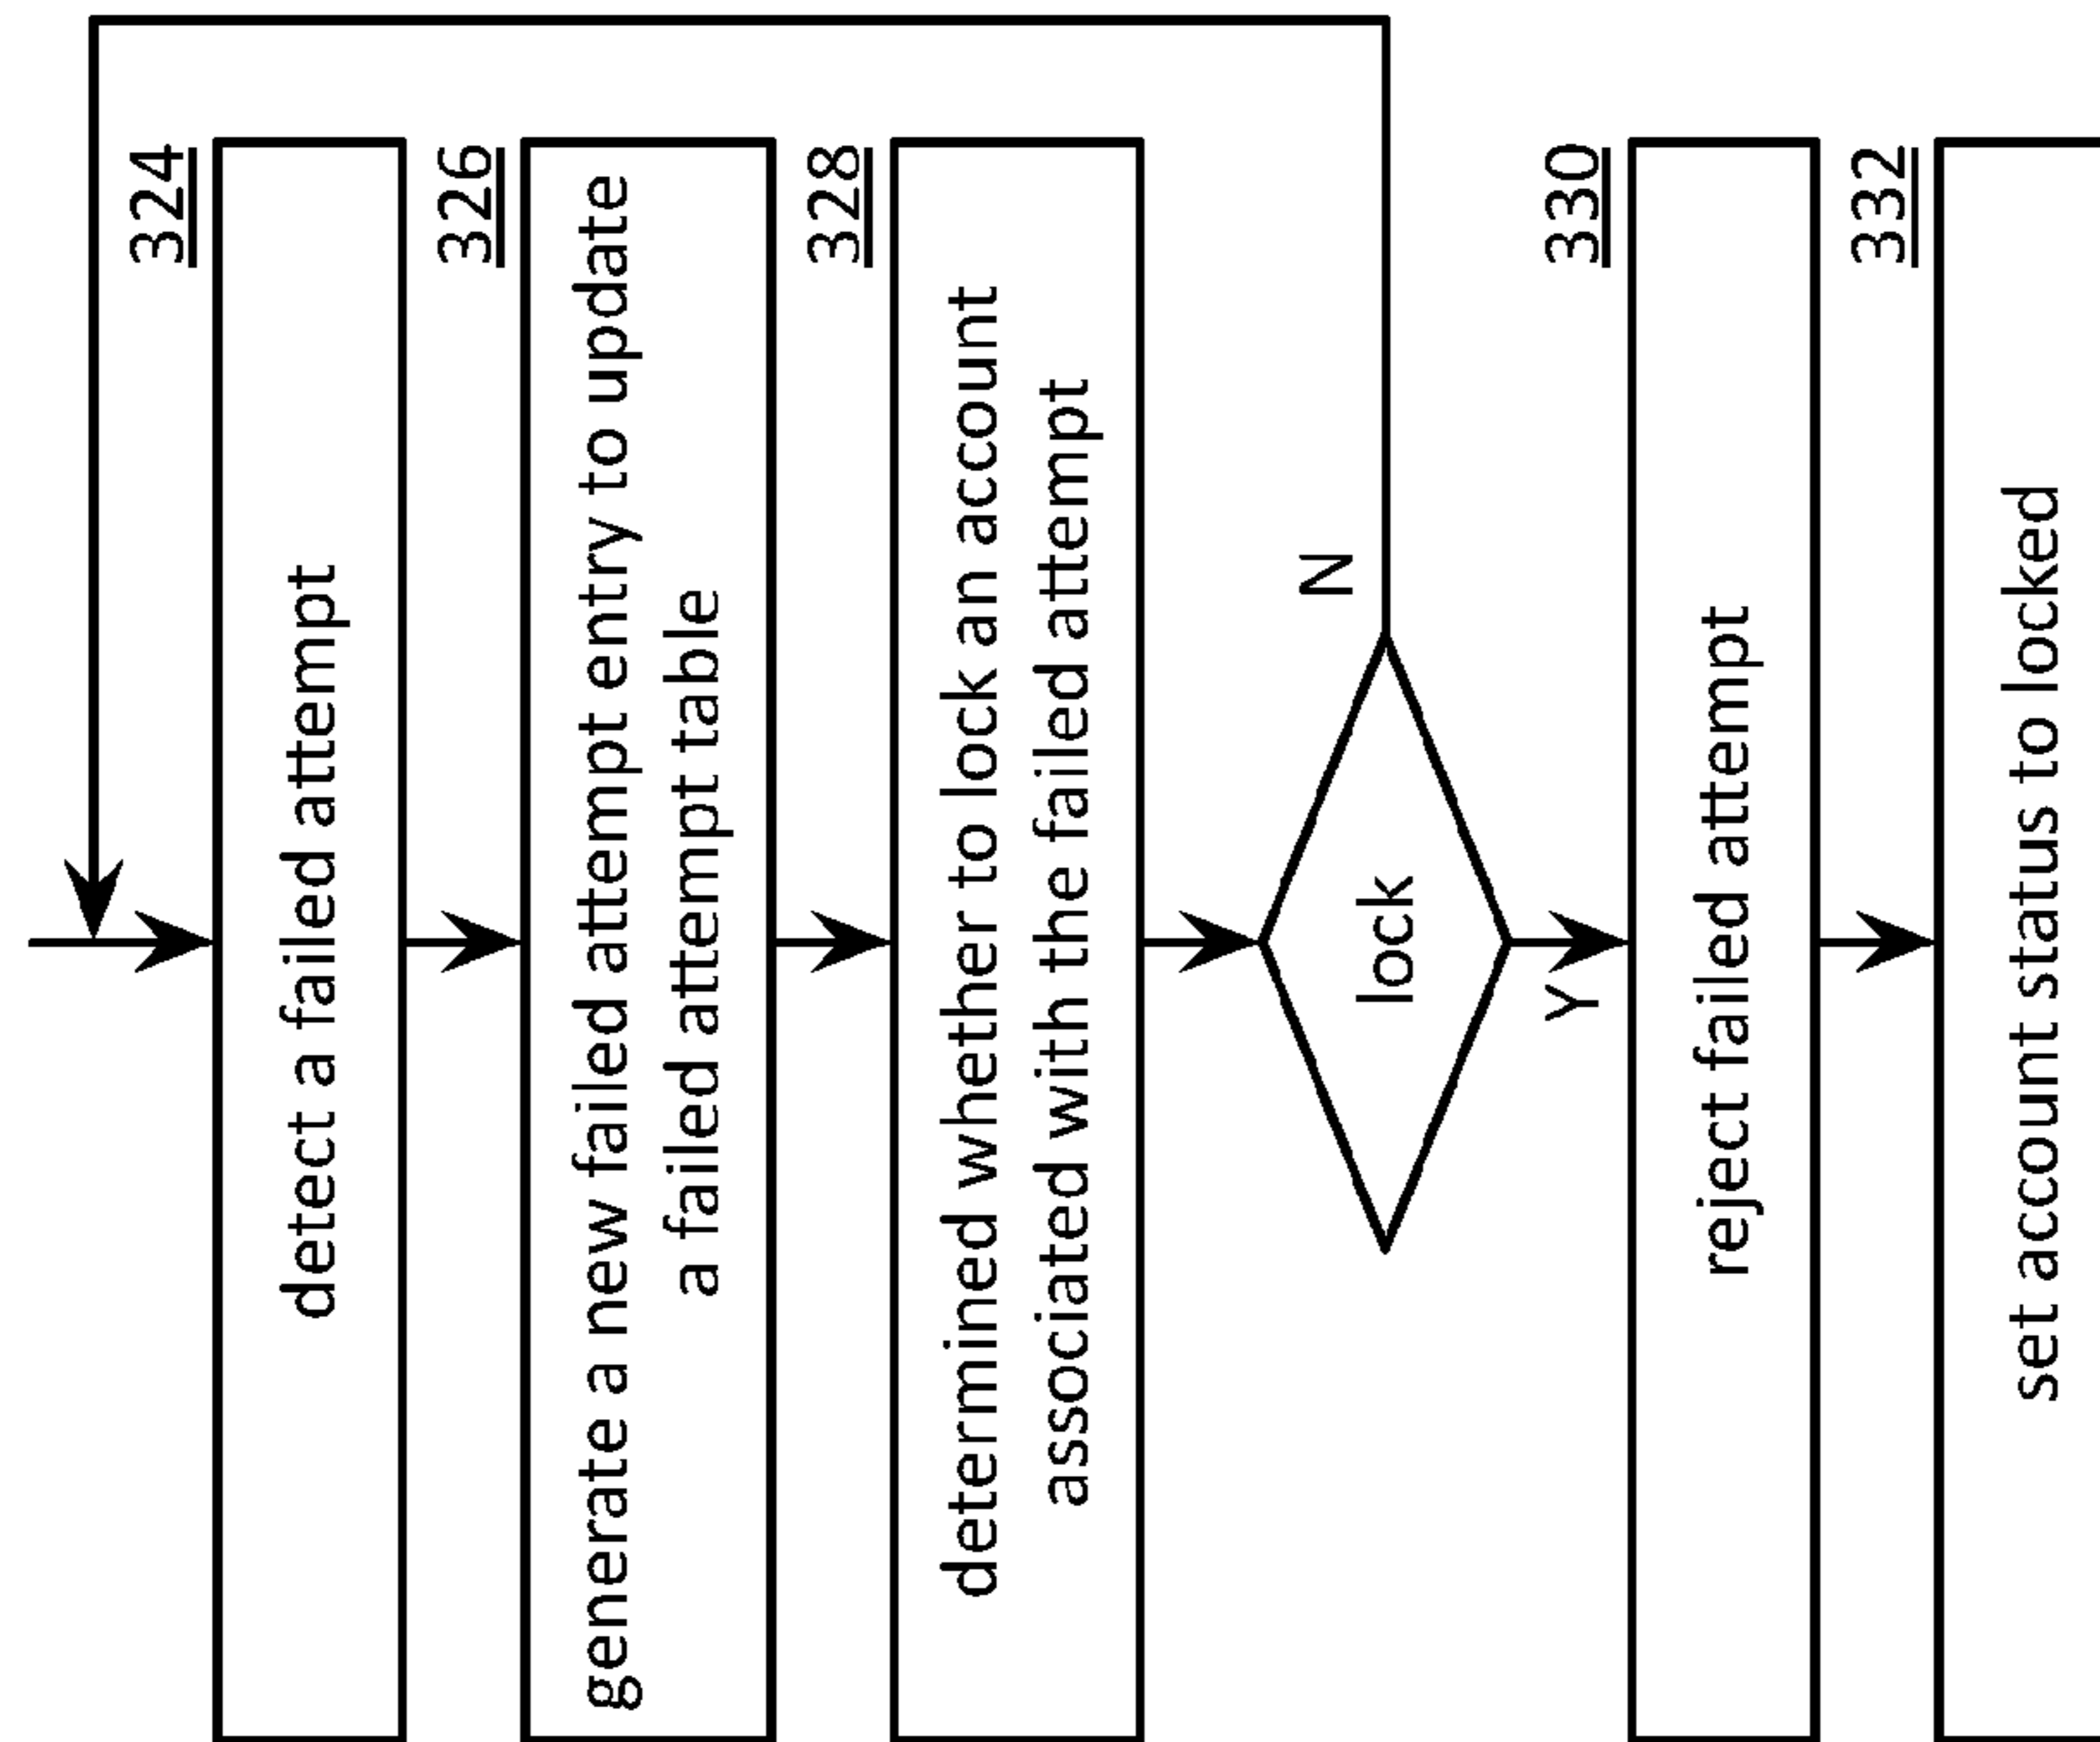 324
detect a failed attempt
326
generate a new failed attempt entry to update
a failed attempt table
328
determined whether to lock an account
associated with the failed attempt
lock
N
Y
330
reject failed attempt
332
set account status to locked